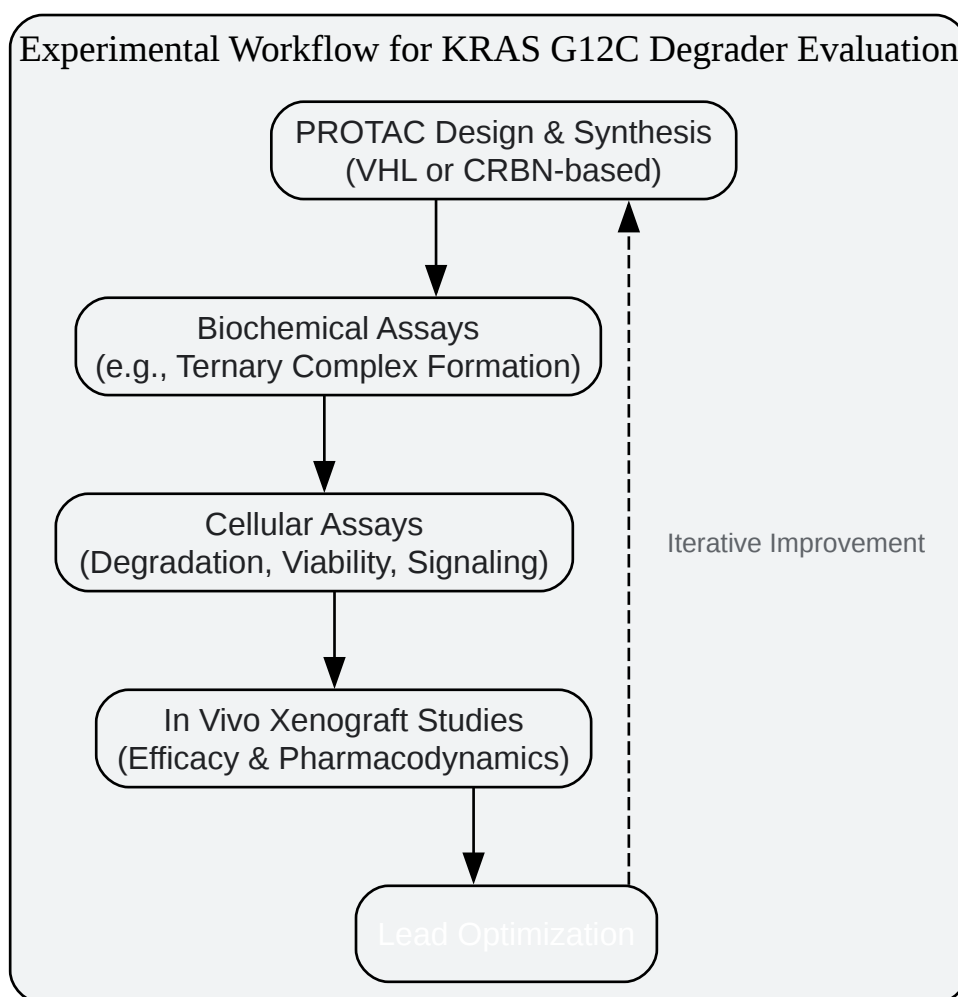 Experimental Workflow for KRAS G12C Degrader Evaluation
PROTAC Design & Synthesis
(VHL or CRBN-based)
Biochemical Assays
(e.g., Ternary Complex Formation)
Cellular Assays
(Degradation, Viability, Signaling)
Iterative Improvement
In Vivo Xenograft Studies
(Efficacy & Pharmacodynamics)
Lead Optimization